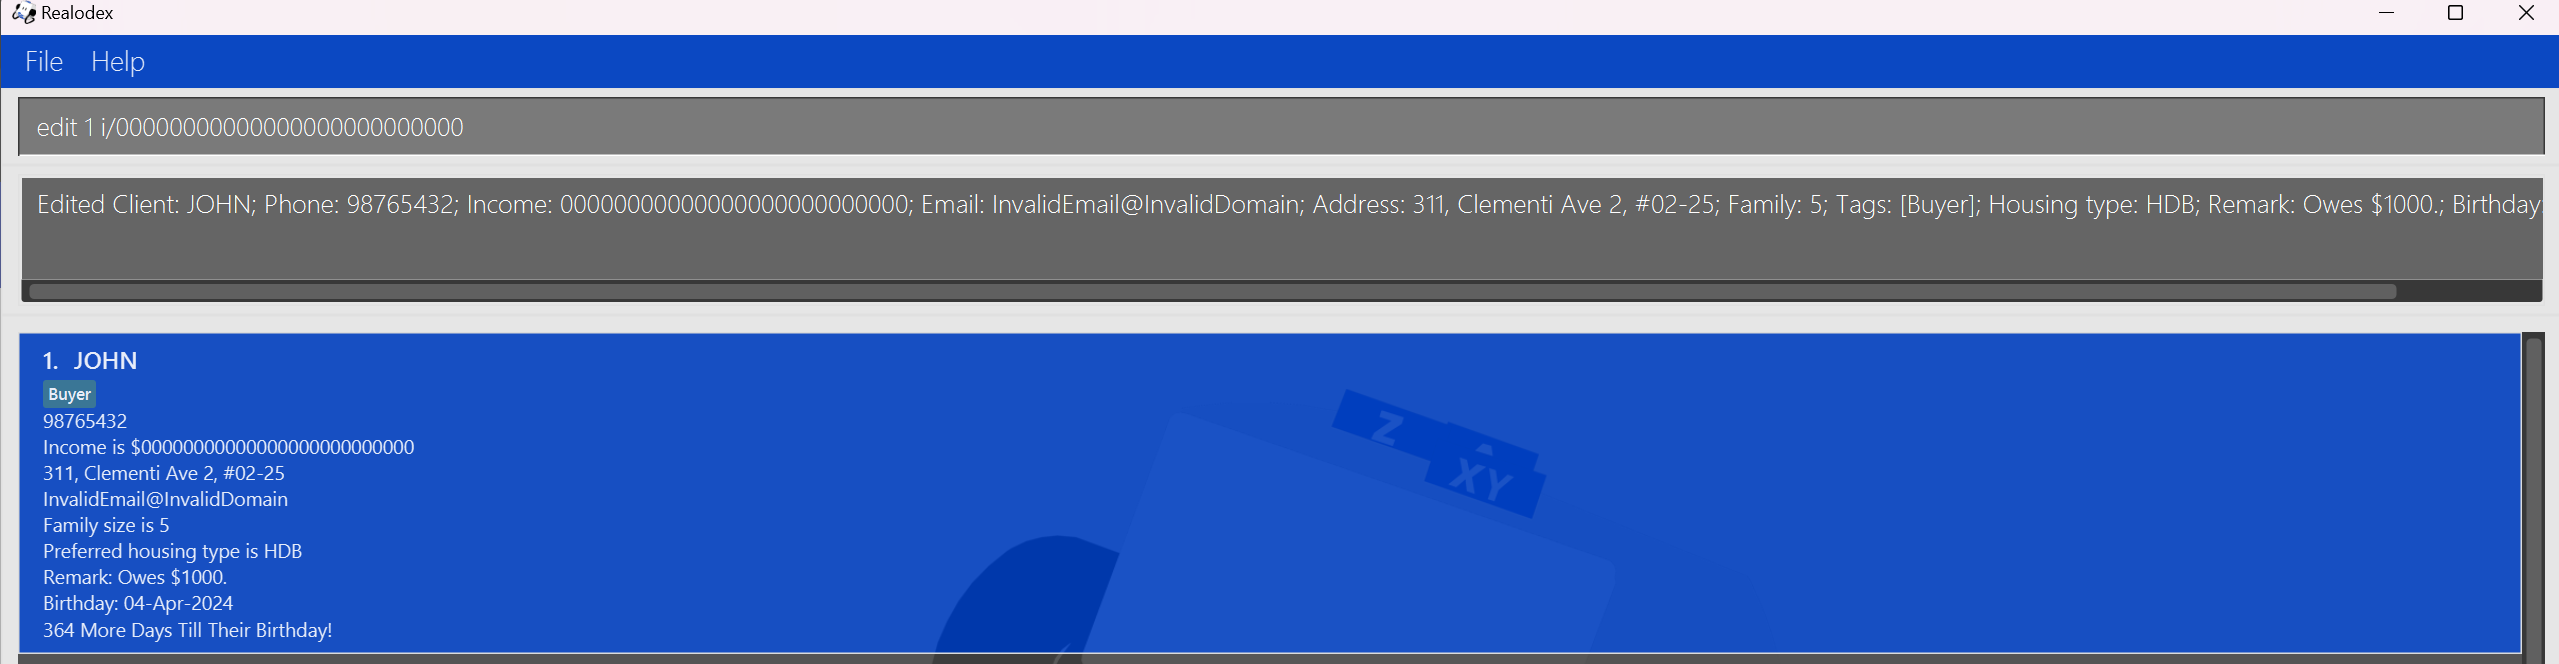 Realodex
File Help
edit 1 i/00000000000000000000000000
Edited Client: JOHN; Phone: 98765432; Income: 00000000000000000000000000; Email: InvalidEmail@InvalidDomain; Address: 311, Clementi Ave 2, #02-25; Family: 5; Tags: [Buyer]; Housing type: HDB; Remark: Owes $1000.; Birthday
1. JOHN
Buyer
98765432
Income is $00000000000000000000000000
311, Clementi Ave 2, #02-25
InvalidEmail@InvalidDomain
Family size is 5
Preferred housing type is HDB
Remark: Owes $1000.
Birthday: 04-Apr-2024
364 More Days Till Their Birthday!
Z
XY